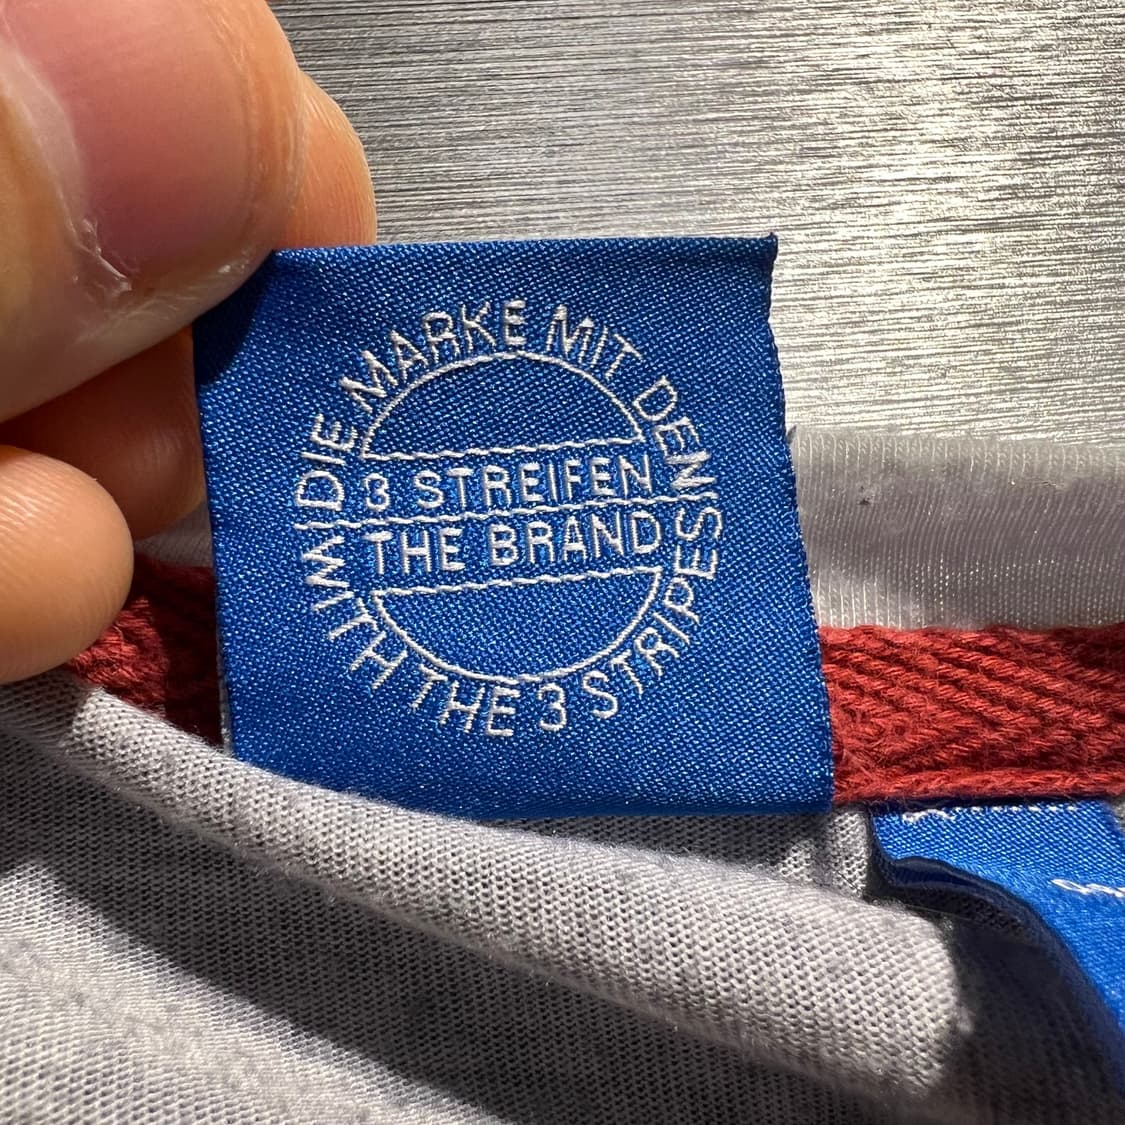 DIE MARKE MIT DEN
3 STREIFEN
THE BRAND
WITH THE 3 STRIPES